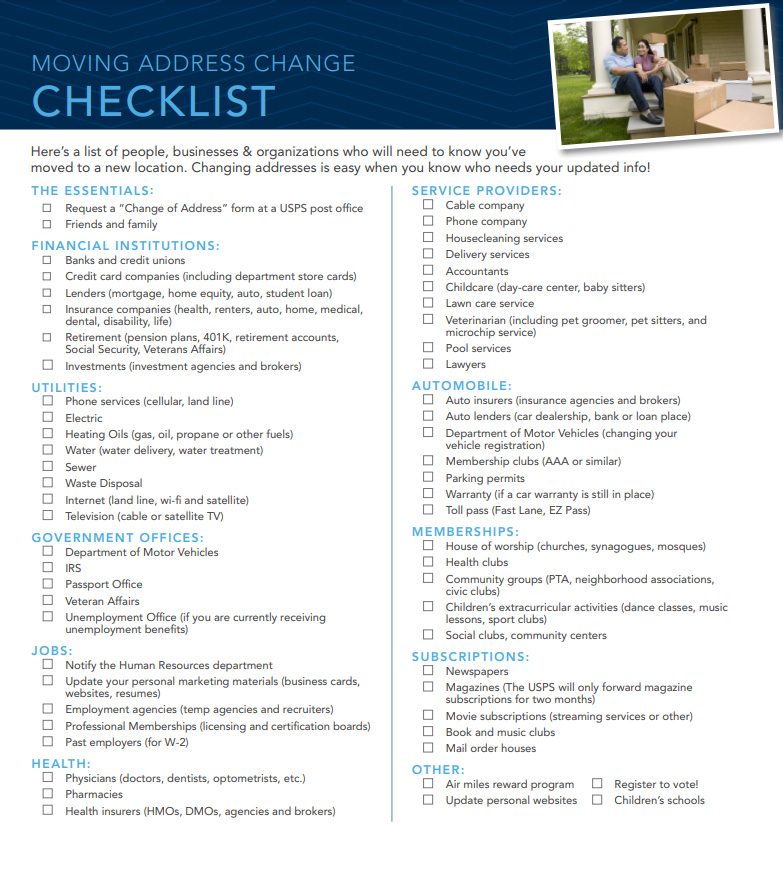 MOVING ADDRESS CHANGE
CHECKLIST
Here's a list of people, businesses & organizations who will need to know you've
moved to a new location. Changing addresses is easy when you know who needs your updated info!
THE ESSENTIALS:
Request a "Change of Address" form at a USPS post office
Friends and family
FINANCIAL INSTITUTIONS:
Banks and credit unions
Credit card companies (including department store cards)
Lenders (mortgage, home equity, auto, student loan)
Insurance companies (health, renters, auto, home, medical,
dental, disability, life)
Retirement (pension plans, 401K, retirement accounts,
Social Security, Veterans Affairs)
Investments (investment agencies and brokers)
UTILITIES:
Phone services (cellular, land line)
Electric
Heating Oils (gas, oil, propane or other fuels)
Water (water delivery, water treatment)
Sewer
Waste Disposal
Internet (land line, wi-fi and satellite)
Television (cable or satellite TV)
GOVERNMENT OFFICES:
Department of Motor Vehicles
IRS
Passport Office
Veteran Affairs
Unemployment Office (if you are currently receiving
unemployment benefits)
JOBS:
Notify the Human Resources department
Update your personal marketing materials (business cards,
websites, resumes)
Employment agencies (temp agencies and recruiters)
Professional Memberships (licensing and certification boards)
Past employers (for W-2)
HEALTH:
Physicians (doctors, dentists, optometrists, etc.)
Pharmacies
Health insurers (HMOs, DMOs, agencies and brokers)
SERVICE PROVIDERS:
Cable company
Phone company
Housecleaning services
Delivery services
Accountants
Childcare (day-care center, baby sitters)
Lawn care service
Veterinarian (including pet groomer, pet sitters, and
microchip service)
Pool services
Lawyers
AUTOMOBILE:
Auto insurers (insurance agencies and brokers)
Auto lenders (car dealership, bank or loan place)
Department of Motor Vehicles (changing your
vehicle registration)
Membership clubs (AAA or similar)
Parking permits
Warranty (if a car warranty is still in place)
Toll pass (Fast Lane, EZ Pass)
MEMBERSHIPS:
House of worship (churches, synagogues, mosques)
Health clubs
Community groups (PTA, neighborhood associations,
civic clubs)
Children's extracurricular activities (dance classes, music
lessons, sport clubs)
Social clubs, community centers
SUBSCRIPTIONS:
Newspapers
Magazines (The USPS will only forward magazine
subscriptions for two months)
Movie subscriptions (streaming services or other)
Book and music clubs
Mail order houses
OTHER:
Air miles reward program Register to vote!
Update personal websites Children's schools